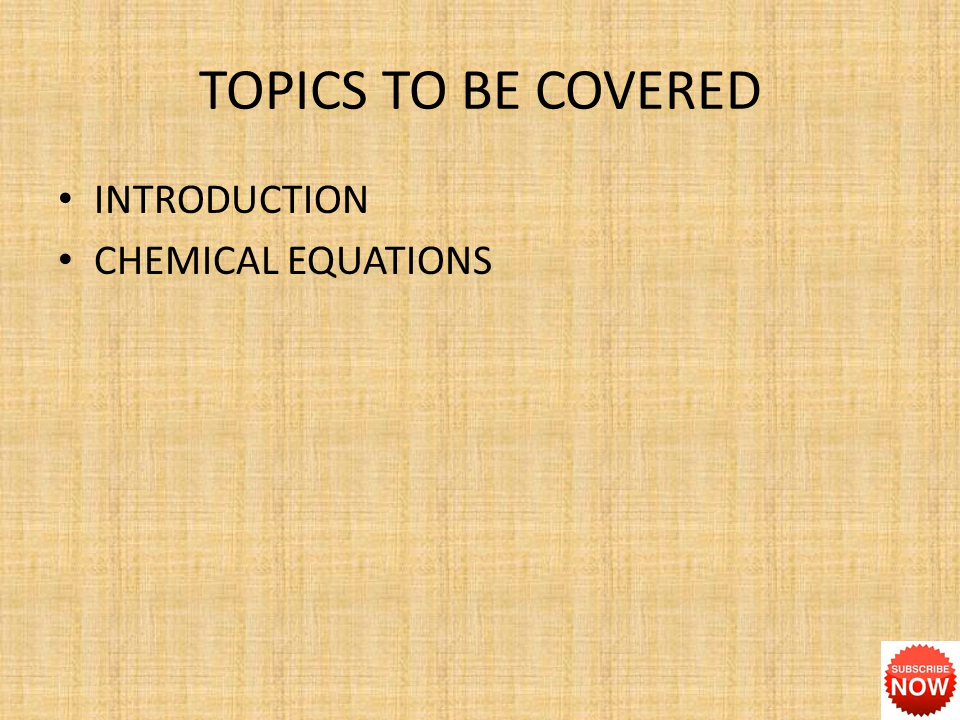 TOPICS TO BE COVERED
• INTRODUCTION
• CHEMICAL EQUATIONS
SUBSCRIBE
NOW